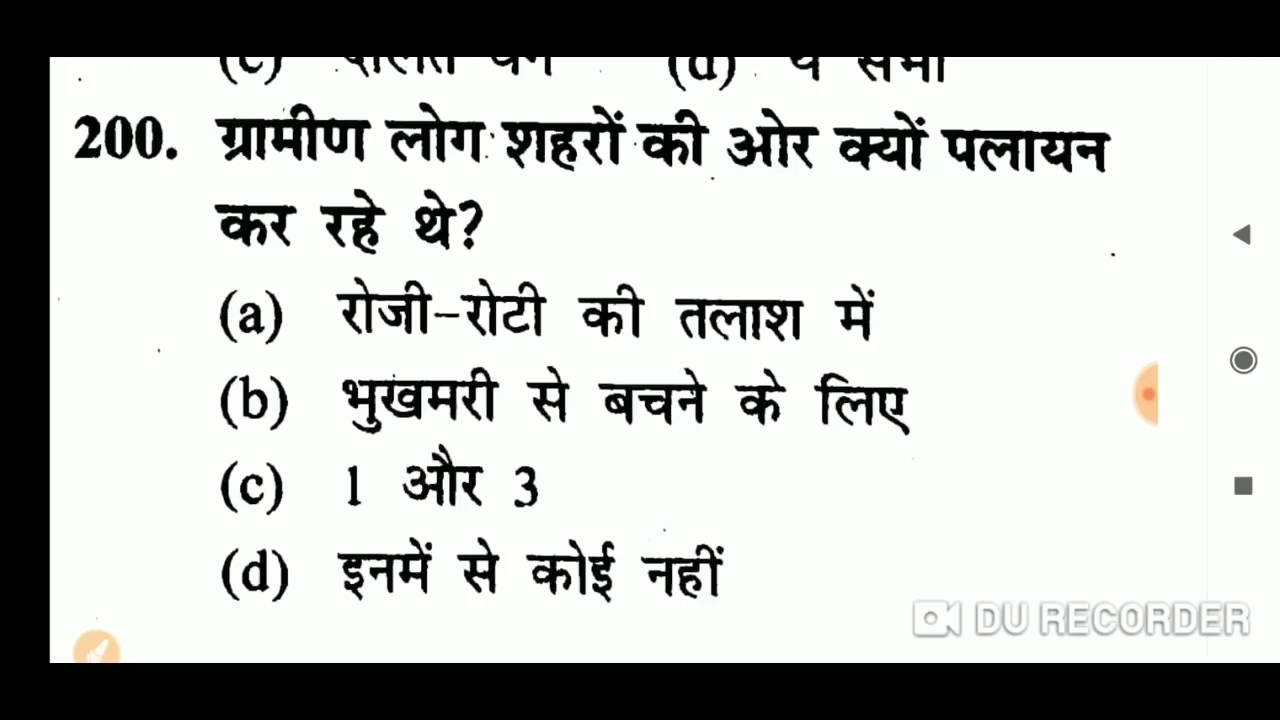 200. ग्रामीण लोग शहरों की ओर क्यों पलायन
कर रहे थे?
(a) रोजी-रोटी की तलाश में
(b) भुखमरी से बचने के लिए
(c) 1 और 3
(d) इनमें से कोई नहीं
DU RECORDER